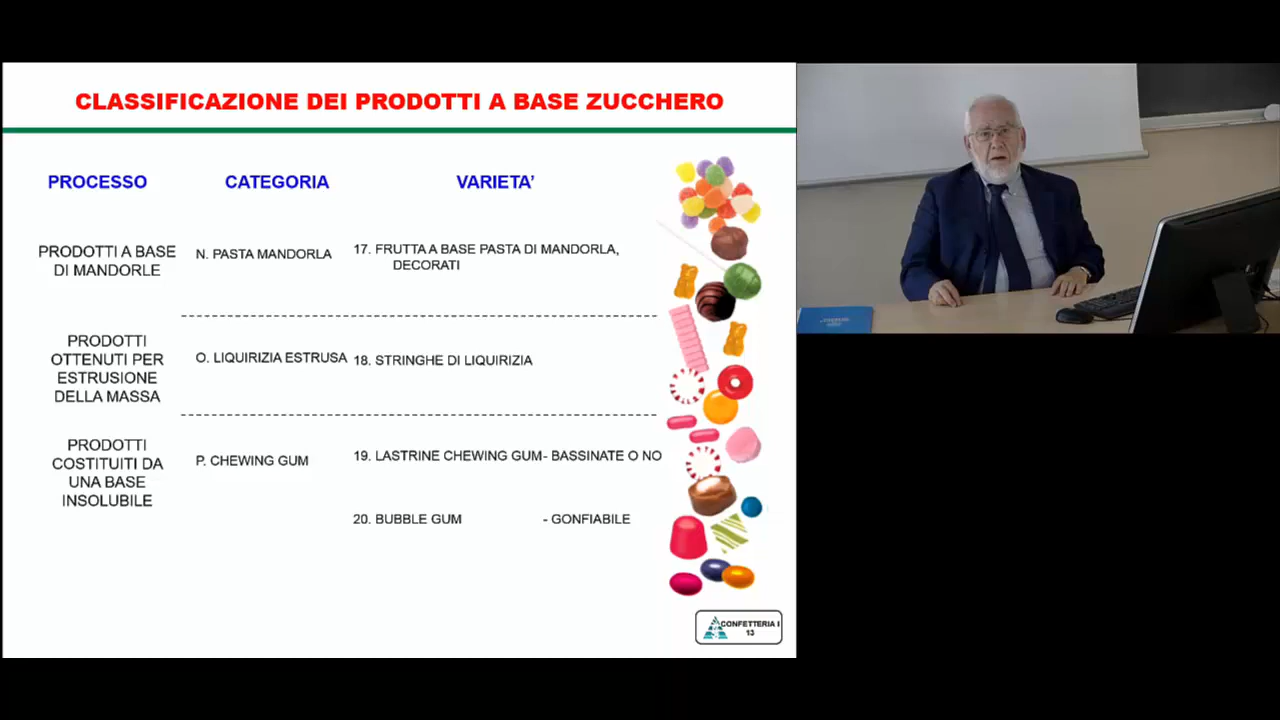 CLASSIFICAZIONE DEI PRODOTTI A BASE ZUCCHERO
PROCESSO
CATEGORIA
VARIETA'
PRODOTTI A BASE
DI MANDORLE
N. PASTA MANDORLA
17. FRUTTA A BASE PASTA DI MANDORLA,
DECORATI
PRODOTTI
OTTENUTI PER
ESTRUSIONE
DELLA MASSA
O. LIQUIRIZIA ESTRUSA
18. STRINGHE DI LIQUIRIZIA
PRODOTTI
COSTITUITI DA
UNA BASE
INSOLUBILE
P. CHEWING GUM
19. LASTRINE CHEWING GUM - BASSINATE O NO
20. BUBBLE GUM - GONFIABILE
CONFETTERIA I
13